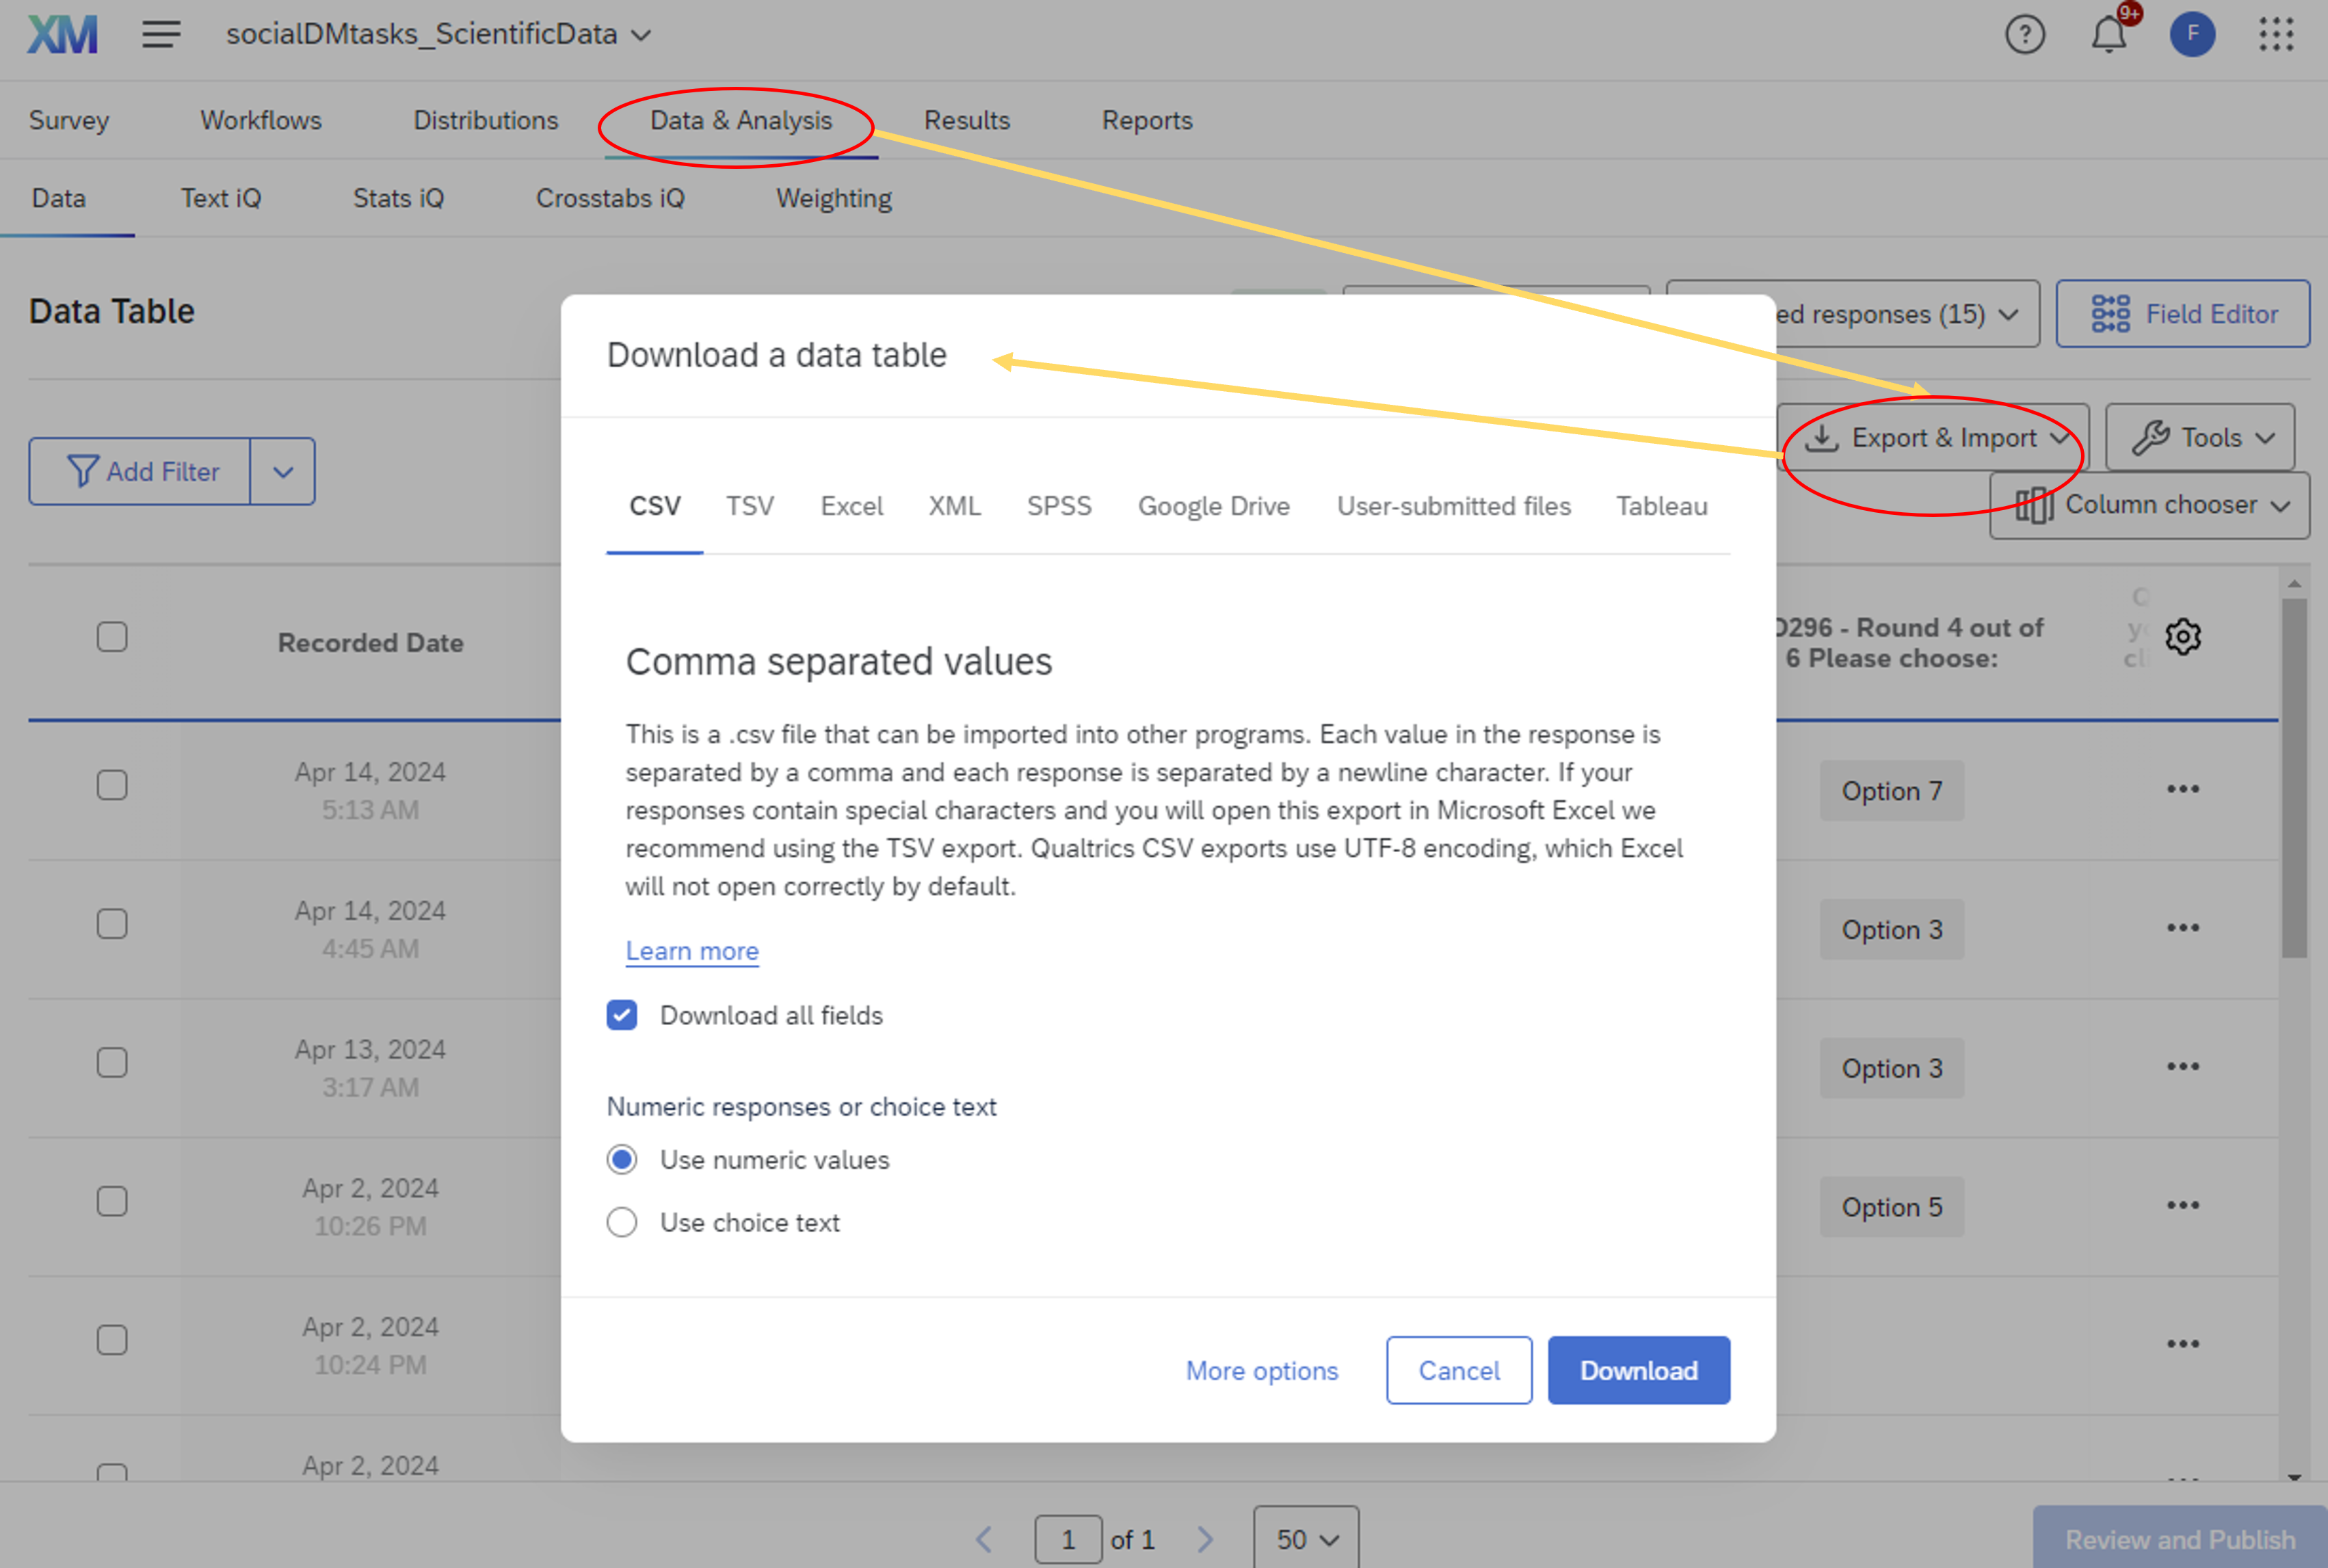 XM socialDMtasks_ScientificData ? 9+ F
Survey Workflows Distributions Data & Analysis Results Reports
Data Text iQ Stats iQ Crosstabs iQ Weighting
Data Table
ed responses (15) Field Editor
Download a data table
Add Filter
Export & Import Tools
Column chooser
CSV TSV Excel XML SPSS Google Drive User-submitted files Tableau
Recorded Date
296 - Round 4 out of
6 Please choose:
Comma separated values
This is a .csv file that can be imported into other programs. Each value in the response is
separated by a comma and each response is separated by a newline character. If your
responses contain special characters and you will open this export in Microsoft Excel we
recommend using the TSV export. Qualtrics CSV exports use UTF-8 encoding, which Excel
will not open correctly by default.
Learn more
Download all fields
Numeric responses or choice text
Use numeric values
Use choice text
More options Cancel Download
Apr 14, 2024
5:13 AM
Option 7
Apr 14, 2024
4:45 AM
Option 3
Apr 13, 2024
3:17 AM
Option 3
Apr 2, 2024
10:26 PM
Option 5
Apr 2, 2024
10:24 PM
Apr 2, 2024
1 of 1 50
Review and Publish